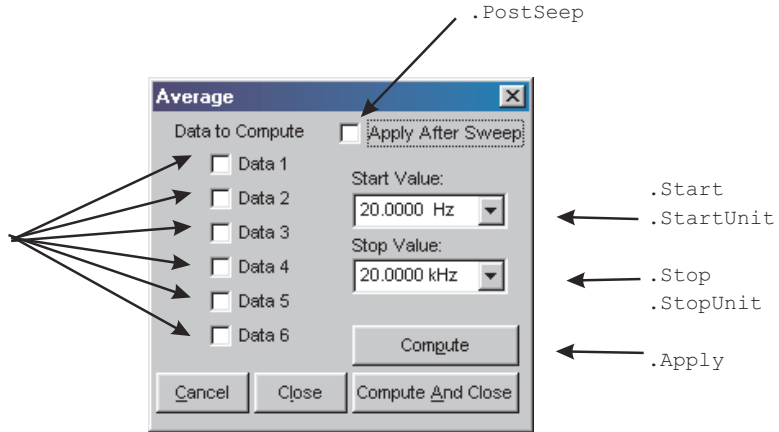 .PostSeep
Average
Data to Compute
Apply After Sweep
Data 1
Data 2
Data 3
Data 4
Data 5
Data 6
Start Value:
20.0000 Hz
Stop Value:
20.0000 kHz
.Start
.StartUnit
.Stop
.StopUnit
Compute
.Apply
Cancel
Close
Compute And Close